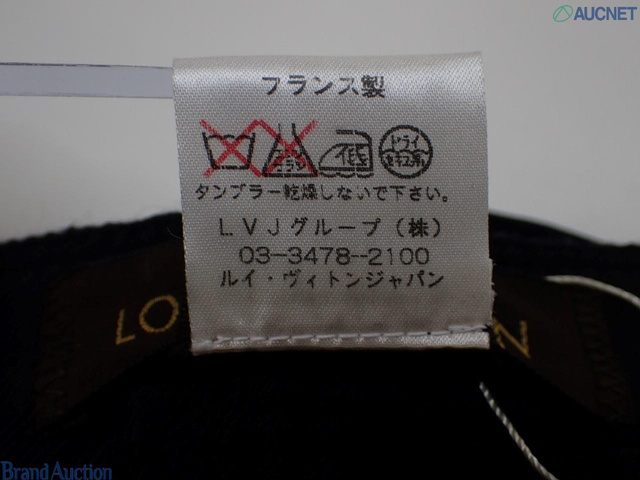 AUCNET
フランス製
低
ドライ
タンブラー乾燥しないで下さい。
LVJグループ（株）
03-3478-2100
ルイ・ヴィトンジャパン
LO
Brand Auction